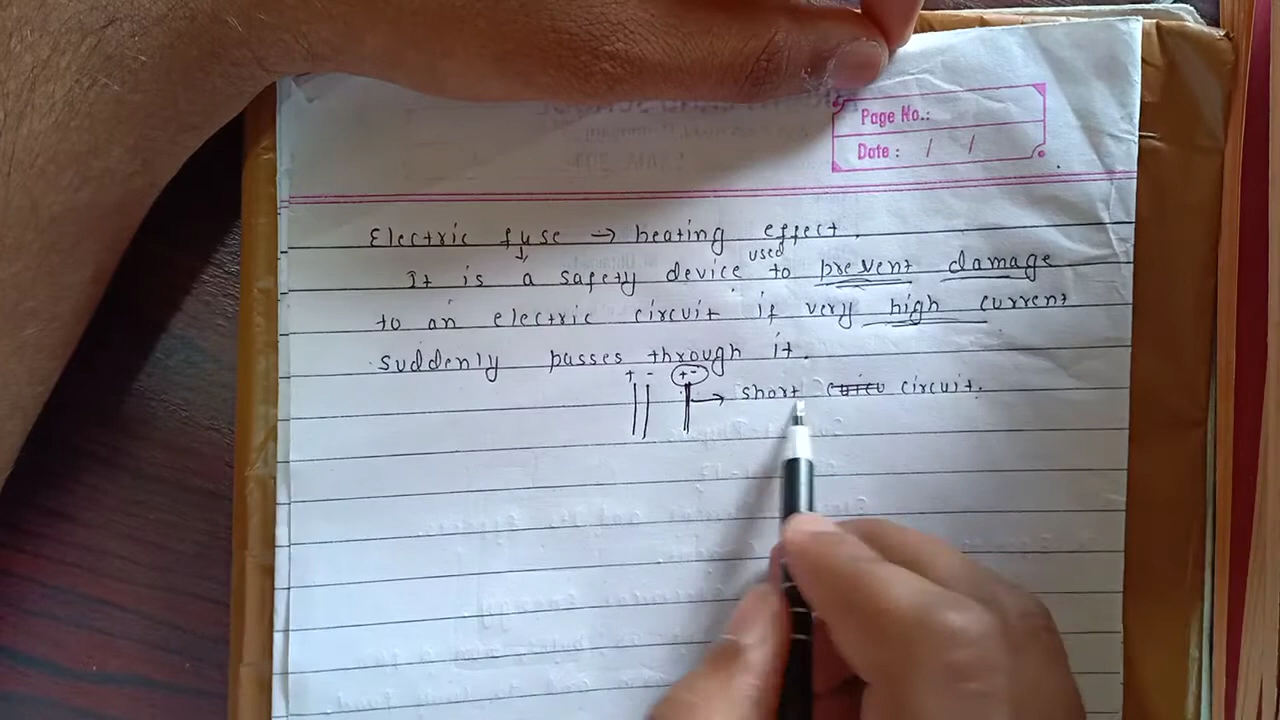 Page No.:
Date : / /
Electric fuse → heating effect.
↓ used
It is a safety device to prevent damage
to an electric circuit if very high current
suddenly passes through it.
+ - + -
→ short circuit.